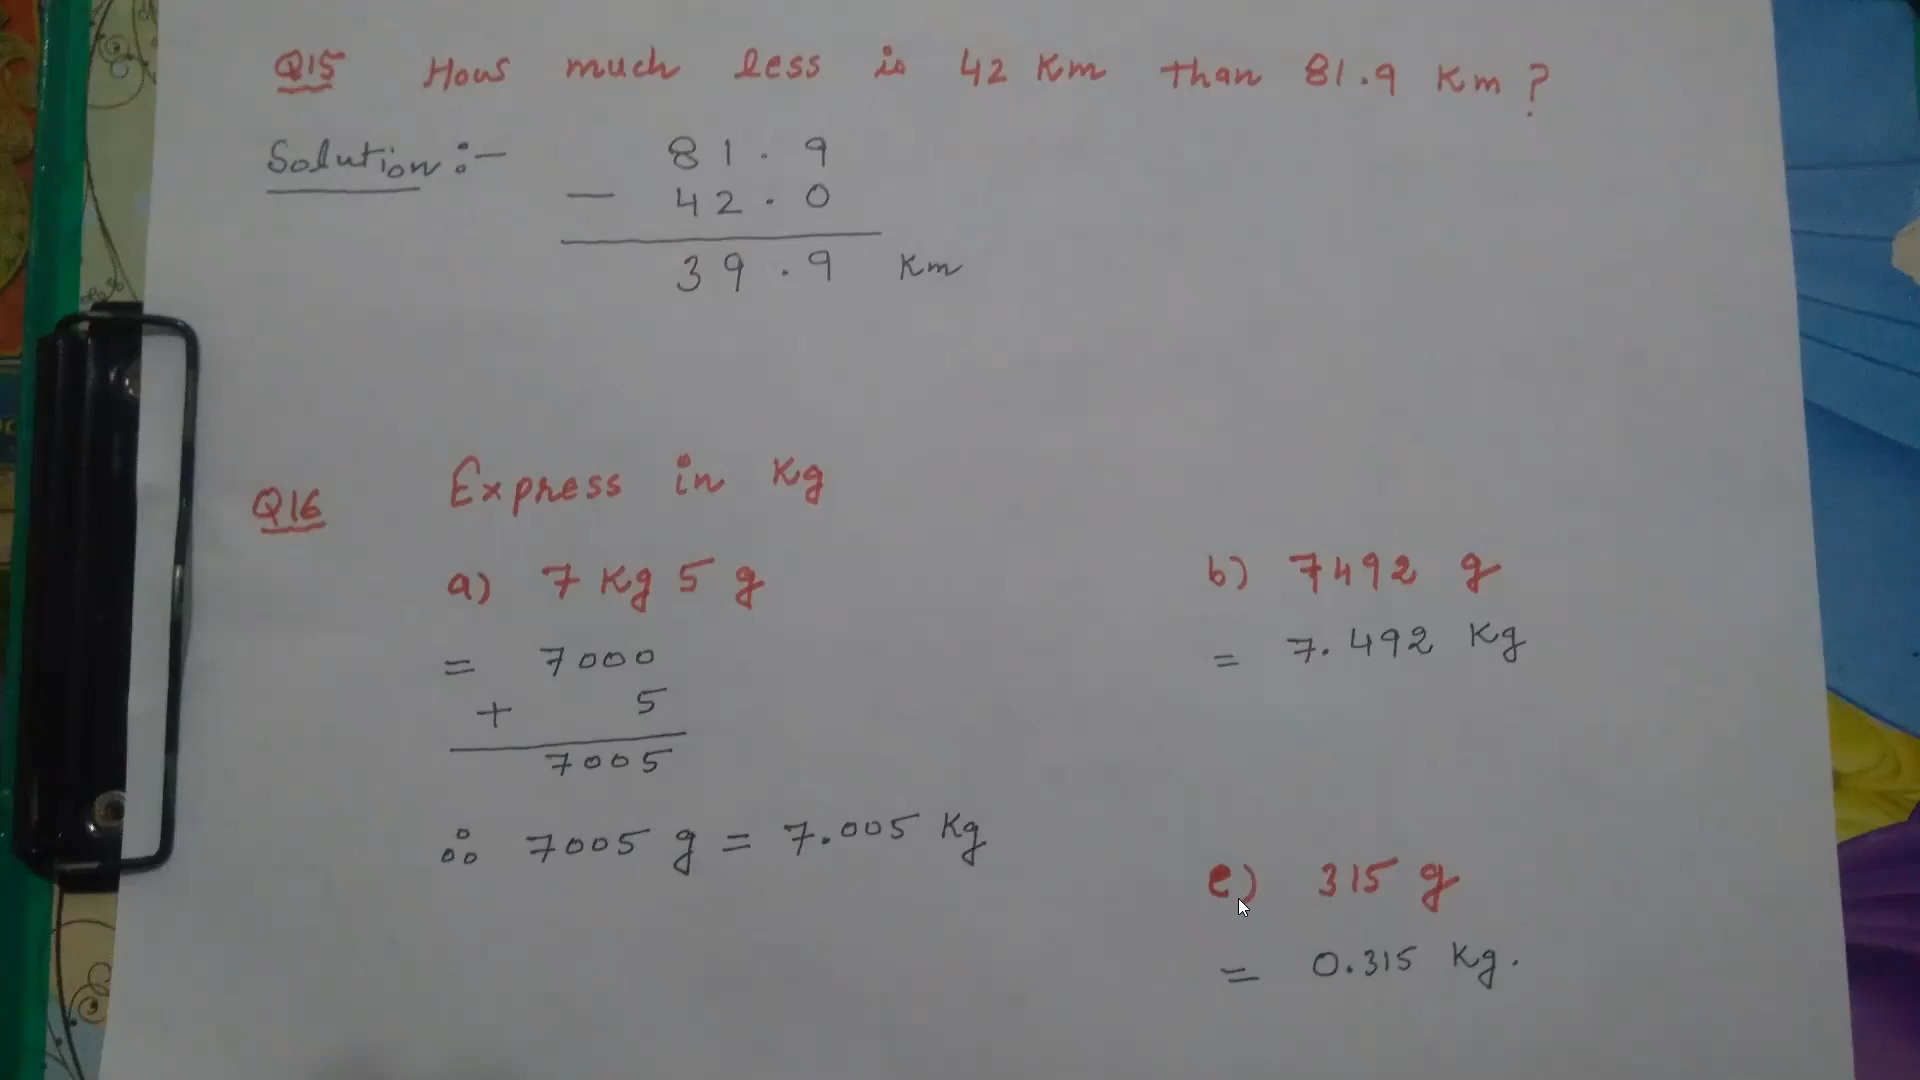 Q15 How much less is 42 Km than 81.9 Km?
Solution :-
81.9
- 42.0
39.9 Km
Q16 Express in Kg
a) 7 Kg 5 g
= 7000
+ 5
7005
∴ 7005 g = 7.005 Kg
b) 7492 g
= 7.492 Kg
c) 315 g
= 0.315 Kg.